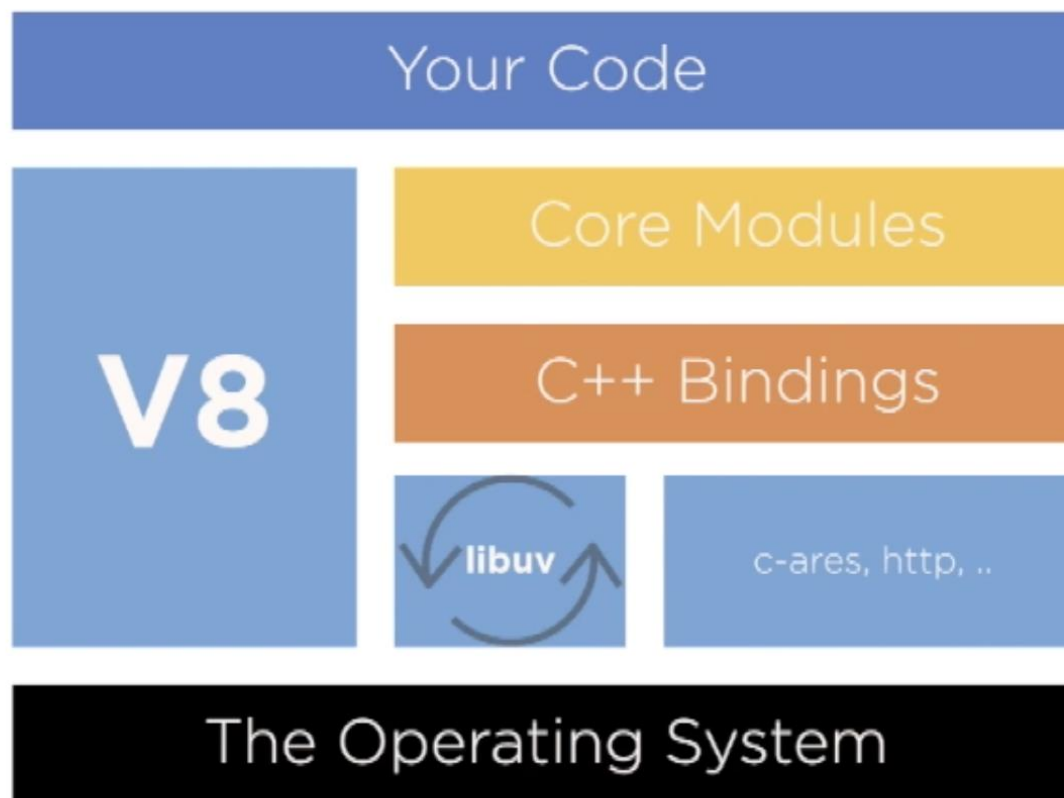 Your Code
V8
Core Modules
C++ Bindings
libuv
c-ares, http, ..
The Operating System